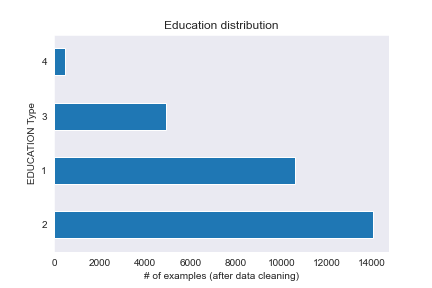 Education distribution
4
3
1
2
EDUCATION Type
0 2000 4000 6000 8000 10000 12000 14000
# of examples (after data cleaning)